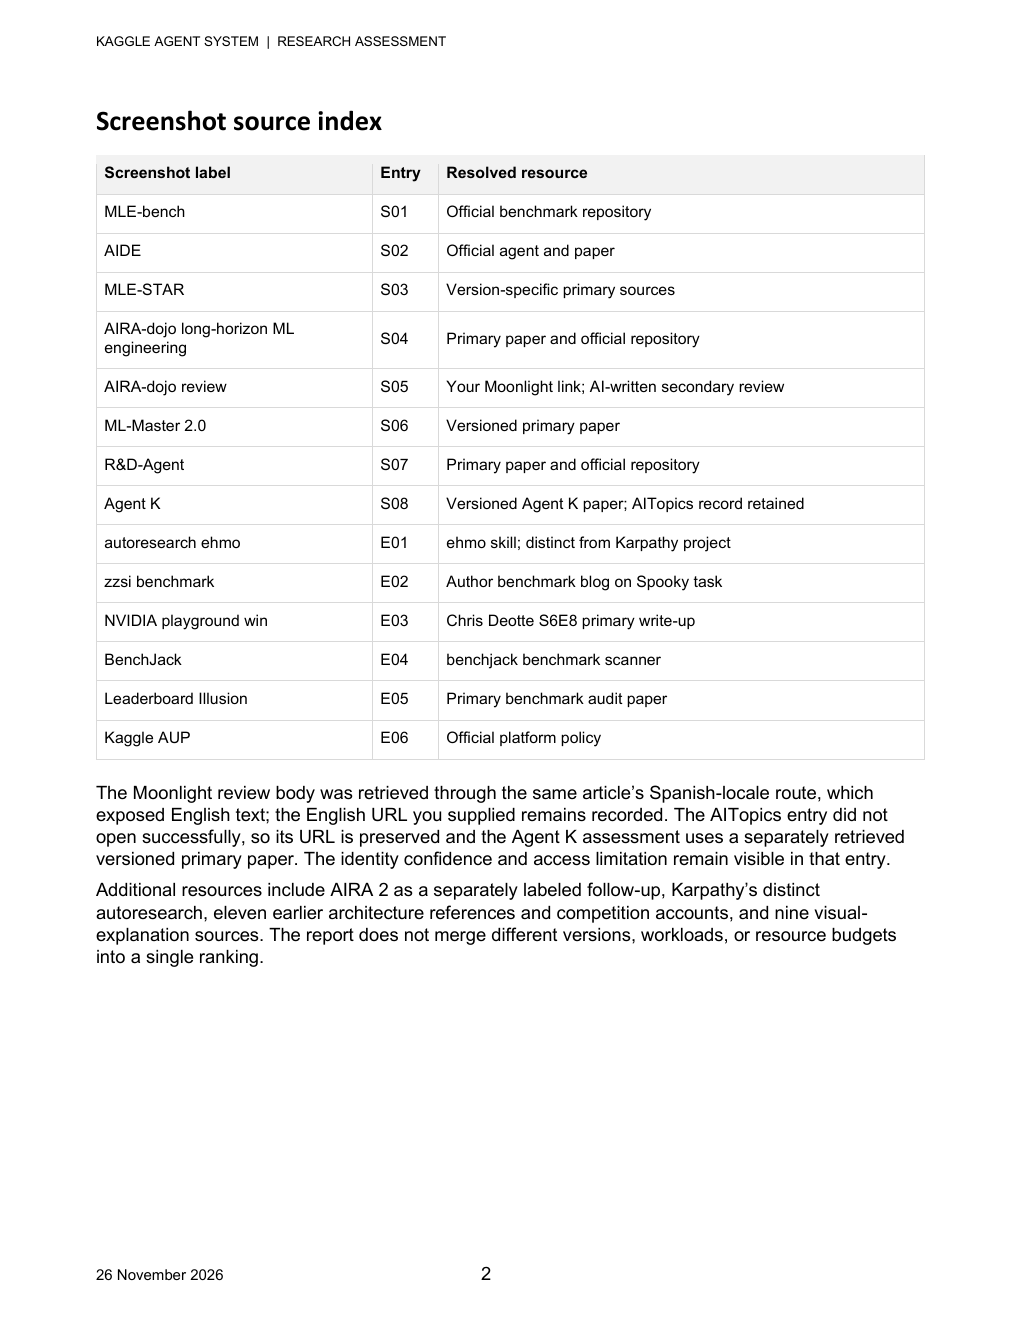 KAGGLE AGENT SYSTEM | RESEARCH ASSESSMENT
Screenshot source index
Screenshot label Entry Resolved resource
MLE-bench S01 Official benchmark repository
AIDE S02 Official agent and paper
MLE-STAR S03 Version-specific primary sources
AIRA-dojo long-horizon ML
engineering S04 Primary paper and official repository
AIRA-dojo review S05 Your Moonlight link; AI-written secondary review
ML-Master 2.0 S06 Versioned primary paper
R&D-Agent S07 Primary paper and official repository
Agent K S08 Versioned Agent K paper; AITopics record retained
autoresearch ehmo E01 ehmo skill; distinct from Karpathy project
zzsi benchmark E02 Author benchmark blog on Spooky task
NVIDIA playground win E03 Chris Deotte S6E8 primary write-up
BenchJack E04 benchjack benchmark scanner
Leaderboard Illusion E05 Primary benchmark audit paper
Kaggle AUP E06 Official platform policy
The Moonlight review body was retrieved through the same article’s Spanish-locale route, which
exposed English text; the English URL you supplied remains recorded. The AITopics entry did not
open successfully, so its URL is preserved and the Agent K assessment uses a separately retrieved
versioned primary paper. The identity confidence and access limitation remain visible in that entry.
Additional resources include AIRA 2 as a separately labeled follow-up, Karpathy’s distinct
autoresearch, eleven earlier architecture references and competition accounts, and nine visual-
explanation sources. The report does not merge different versions, workloads, or resource budgets
into a single ranking.
26 November 2026 2